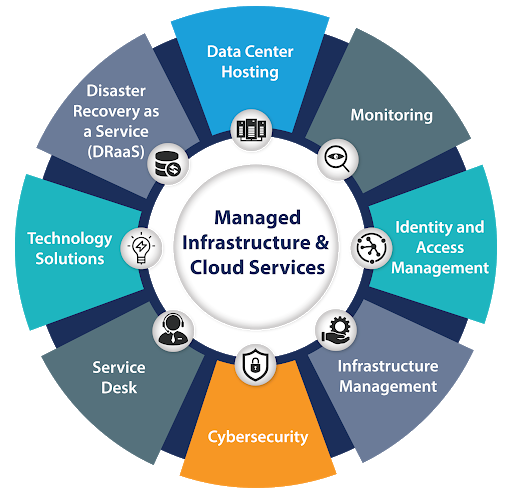 Data Center
Hosting
Monitoring
Identity and
Access
Management
Infrastructure
Management
Cybersecurity
Service
Desk
Technology
Solutions
Disaster
Recovery as
a Service
(DRaaS)
Managed
Infrastructure &
Cloud Services